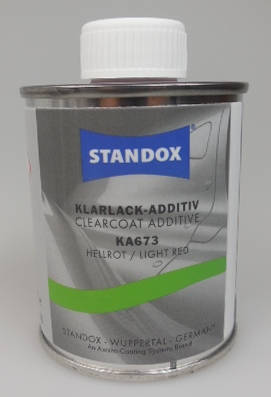 STANDOX
KLARLACK-ADDITIV
CLEARCOAT ADDITIVE
KA673
HELLROT / LIGHT RED
STANDOX - WUPPERTAL - GERMANY
An Axalta Coating Systems Brand